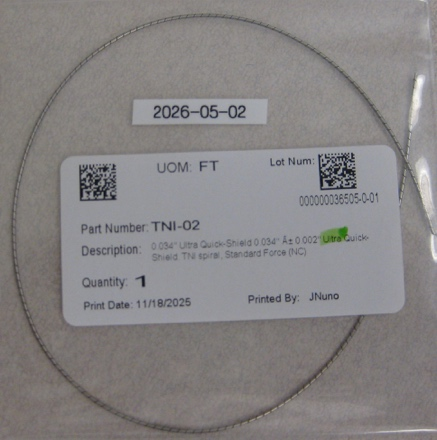 2026-05-02
UOM: FT
Lot Num:
000000036505-0-01
Part Number: TNI-02
Description: 0.034" Ultra Quick-Shield 0.034" Â± 0.002" Ultra Quick-
Shield. TNI spiral, Standard Force (NC)
Quantity: 1
Print Date: 11/18/2025
Printed By: JNuno